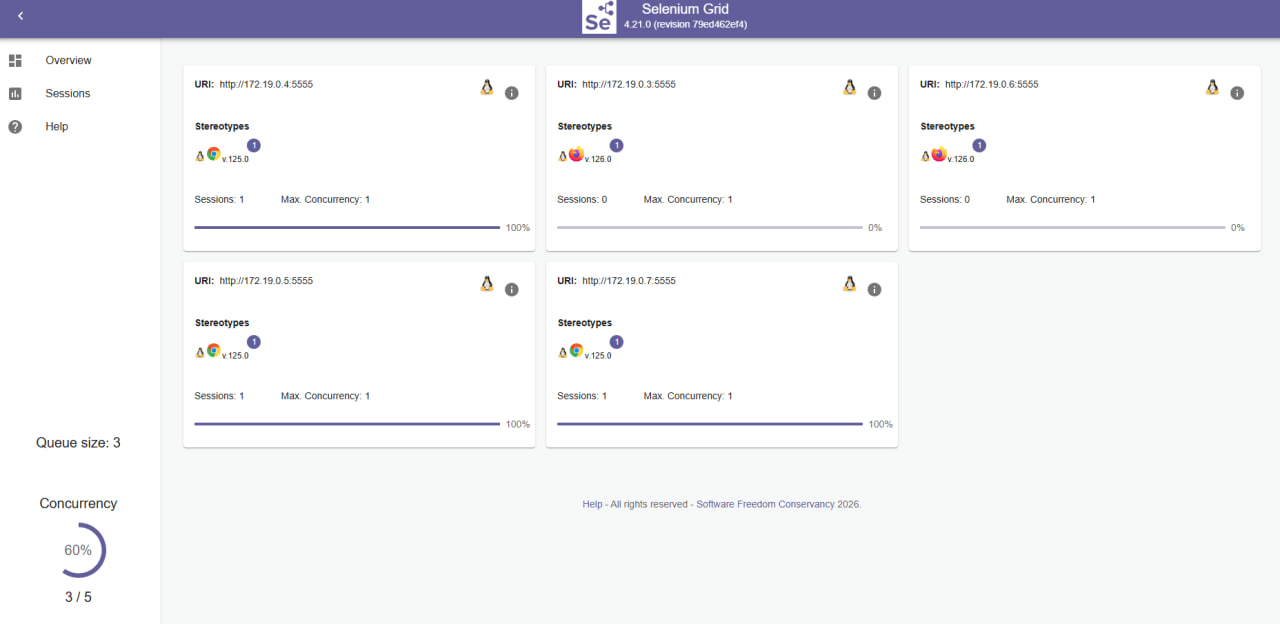 Se
Selenium Grid
4.21.0 (revision 79ed462ef4)
Overview
Sessions
Help
URI: http://172.19.0.4:5555
Stereotypes
1
v.125.0
Sessions: 1 Max. Concurrency: 1
100%
URI: http://172.19.0.3:5555
Stereotypes
1
v.126.0
Sessions: 0 Max. Concurrency: 1
0%
URI: http://172.19.0.6:5555
Stereotypes
1
v.126.0
Sessions: 0 Max. Concurrency: 1
0%
URI: http://172.19.0.5:5555
Stereotypes
1
v.125.0
Sessions: 1 Max. Concurrency: 1
100%
URI: http://172.19.0.7:5555
Stereotypes
1
v.125.0
Sessions: 1 Max. Concurrency: 1
100%
Queue size: 3
Concurrency
60%
3 / 5
Help - All rights reserved - Software Freedom Conservancy 2026.